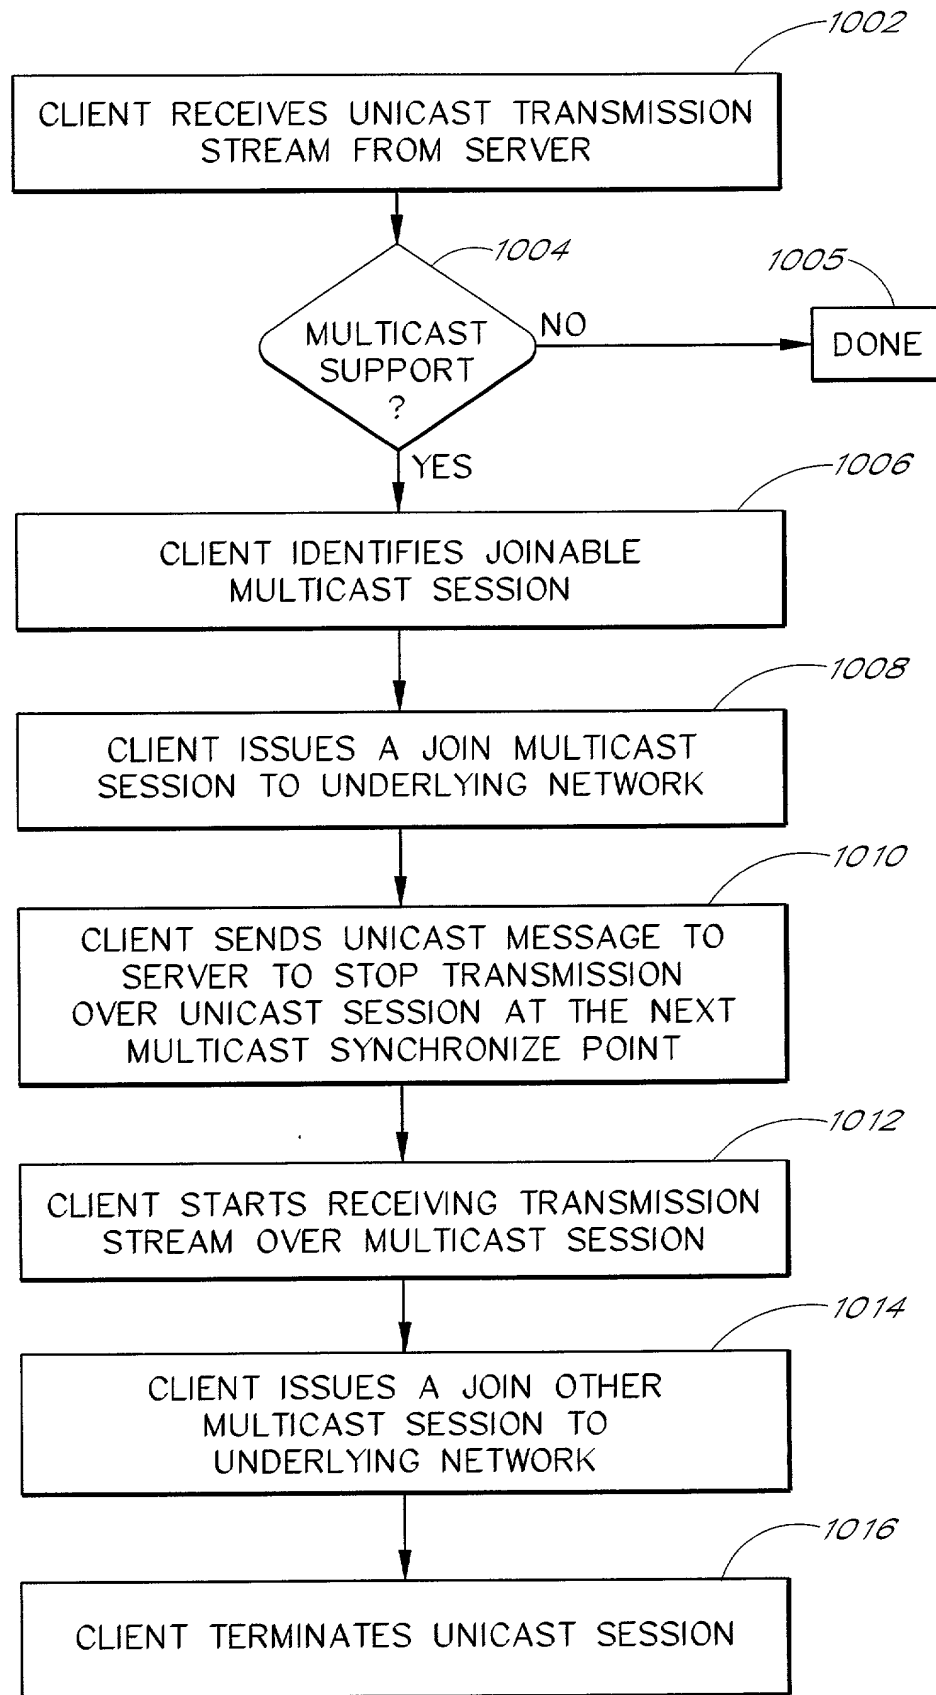 1002
CLIENT RECEIVES UNICAST TRANSMISSION
STREAM FROM SERVER
1004
1005
MULTICAST
SUPPORT
?
NO
DONE
YES
1006
CLIENT IDENTIFIES JOINABLE
MULTICAST SESSION
1008
CLIENT ISSUES A JOIN MULTICAST
SESSION TO UNDERLYING NETWORK
1010
CLIENT SENDS UNICAST MESSAGE TO
SERVER TO STOP TRANSMISSION
OVER UNICAST SESSION AT THE NEXT
MULTICAST SYNCHRONIZE POINT
1012
CLIENT STARTS RECEIVING TRANSMISSION
STREAM OVER MULTICAST SESSION
1014
CLIENT ISSUES A JOIN OTHER
MULTICAST SESSION TO
UNDERLYING NETWORK
1016
CLIENT TERMINATES UNICAST SESSION